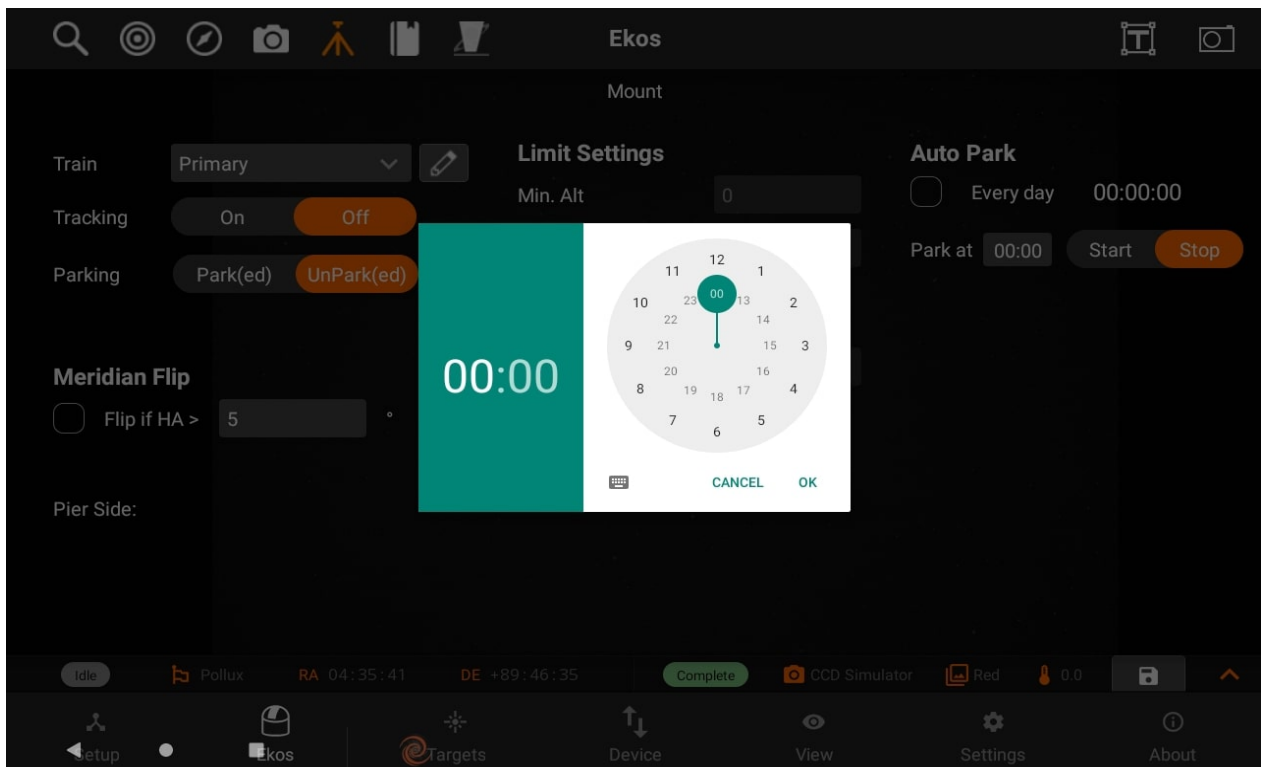 Ekos
Mount
Train Primary
Tracking On Off
Parking Park(ed) UnPark(ed)
Meridian Flip
Flip if HA > 5 °
Pier Side:
Limit Settings
Min. Alt 0
Auto Park
Every day 00:00:00
Park at 00:00 Start Stop
00:00
12
11 1
00
10 23 13 2
22 14
9 21 15 3
20 16
8 19 17 4
18
7 5
6
CANCEL OK
Idle Pollux RA 04:35:41 DE +89:46:35 Complete CCD Simulator Red 0.0
Setup Ekos Targets Device View Settings About